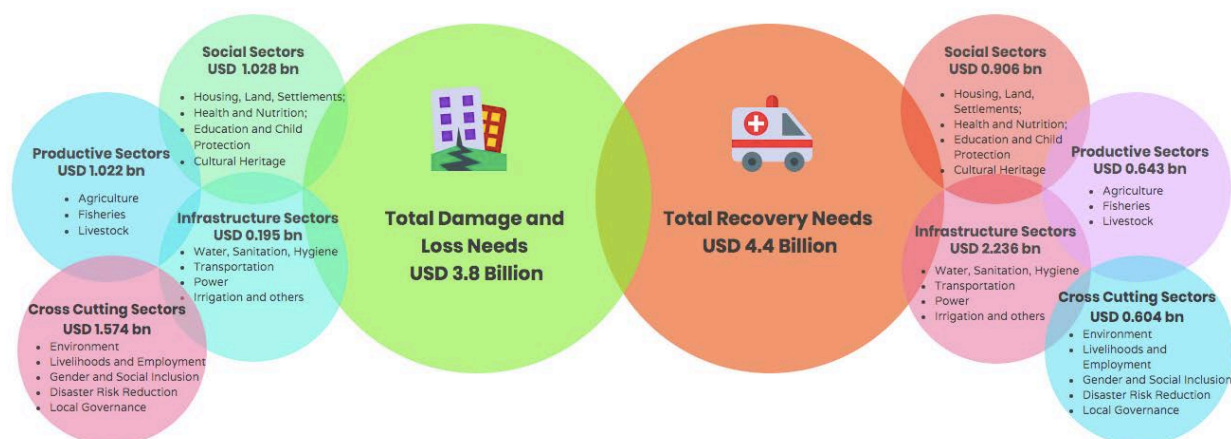 Social Sectors
USD 1.028 bn
• Housing, Land, Settlements;
• Health and Nutrition;
• Education and Child
Protection
• Cultural Heritage
Productive Sectors
USD 1.022 bn
• Agriculture
• Fisheries
• Livestock
Infrastructure Sectors
USD 0.195 bn
• Water, Sanitation, Hygiene
• Transportation
• Power
• Irrigation and others
Cross Cutting Sectors
USD 1.574 bn
• Environment
• Livelihoods and Employment
• Gender and Social Inclusion
• Disaster Risk Reduction
• Local Governance
Total Damage and
Loss Needs
USD 3.8 Billion
Total Recovery Needs
USD 4.4 Billion
Social Sectors
USD 0.906 bn
• Housing, Land,
Settlements;
• Health and Nutrition;
• Education and Child
Protection
• Cultural Heritage
Productive Sectors
USD 0.643 bn
• Agriculture
• Fisheries
• Livestock
Infrastructure Sectors
USD 2.236 bn
• Water, Sanitation, Hygiene
• Transportation
• Power
• Irrigation and others
Cross Cutting Sectors
USD 0.604 bn
• Environment
• Livelihoods and
Employment
• Gender and Social Inclusion
• Disaster Risk Reduction
• Local Governance